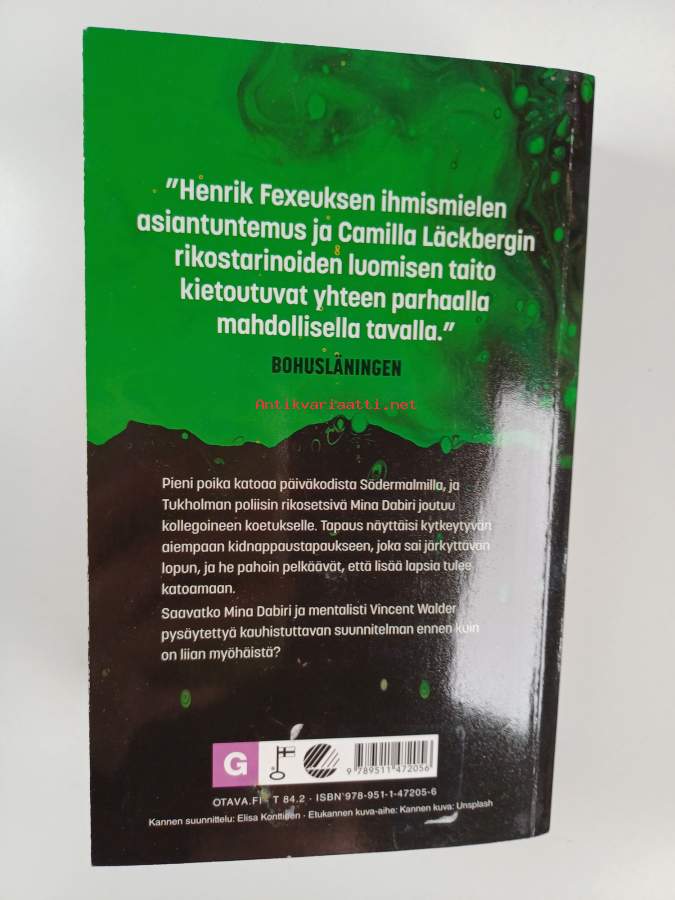 ”Henrik Fexeuksen ihmismielen
asiantuntemus ja Camilla Läckbergin
rikostarinoiden luomisen taito
kietoutuvat yhteen parhaalla
mahdollisella tavalla.”
BOHUSLÄNINGEN
Antikvariaatti.net
Pieni poika katoaa päiväkodista Södermalmilla, ja
Tukholman poliisin rikosetsivä Mina Dabiri joutuu
kollegoineen koetukselle. Tapaus näyttäisi kytkeytyvän
aiempaan kidnappaustapaukseen, joka sai järkyttävän
lopun, ja he pahoin pelkäävät, että lisää lapsia tulee
katoamaan.
Saavatko Mina Dabiri ja mentalisti Vincent Walder
pysäytettyä kauhistuttavan suunnitelman ennen kuin
on liian myöhäistä?
G
9 789511 472056
OTAVA.FI · T 84.2 · ISBN 978-951-1-47205-6
Kannen suunnittelu: Elisa Konttinen · Etukannen kuva-aihe: Kannen kuva: Unsplash